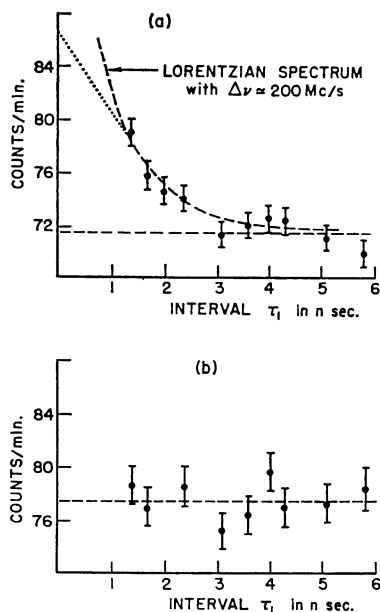 (a)
84
80
76
72
COUNTS/min.
LORENTZIAN SPECTRUM
with Δν ≃ 200 Mc/s
1 2 3 4 5 6
INTERVAL τ₁ in n sec.
(b)
84
80
76
COUNTS/min.
1 2 3 4 5 6
INTERVAL τ₁ in n sec.